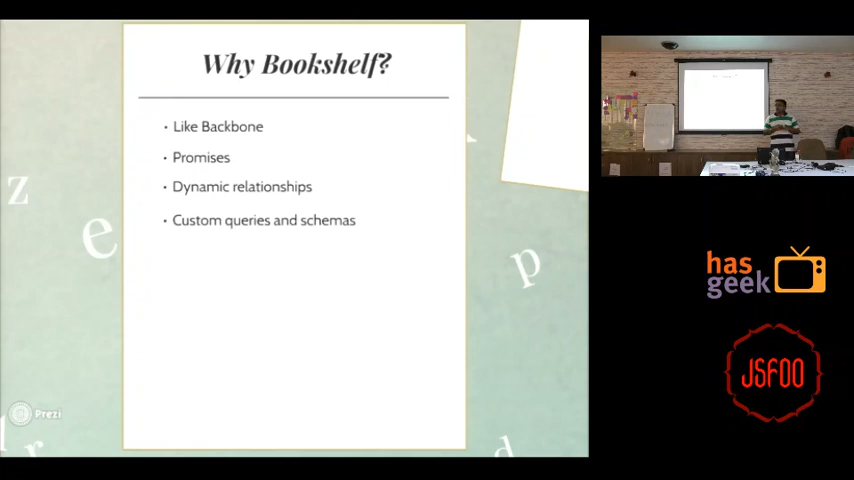 Why Bookshelf?
• Like Backbone
• Promises
• Dynamic relationships
• Custom queries and schemas
z
e
p
r
d
Prezi
has
geek
JSFOO